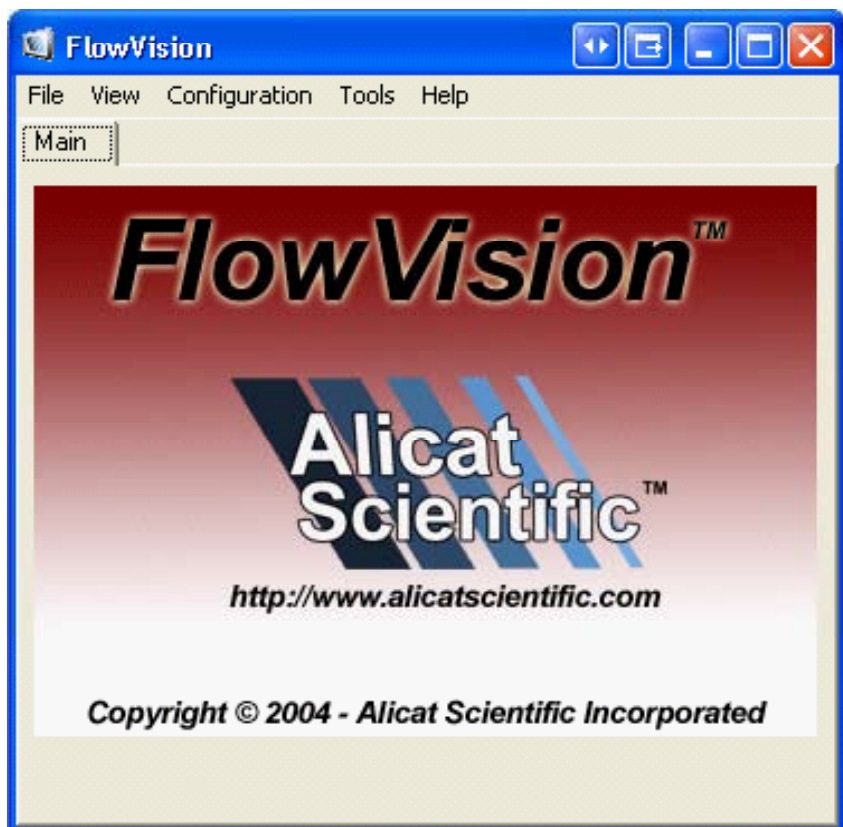 FlowVision
File View Configuration Tools Help
Main
FlowVision™
Alicat
Scientific™
http://www.alicatscientific.com
Copyright © 2004 - Alicat Scientific Incorporated